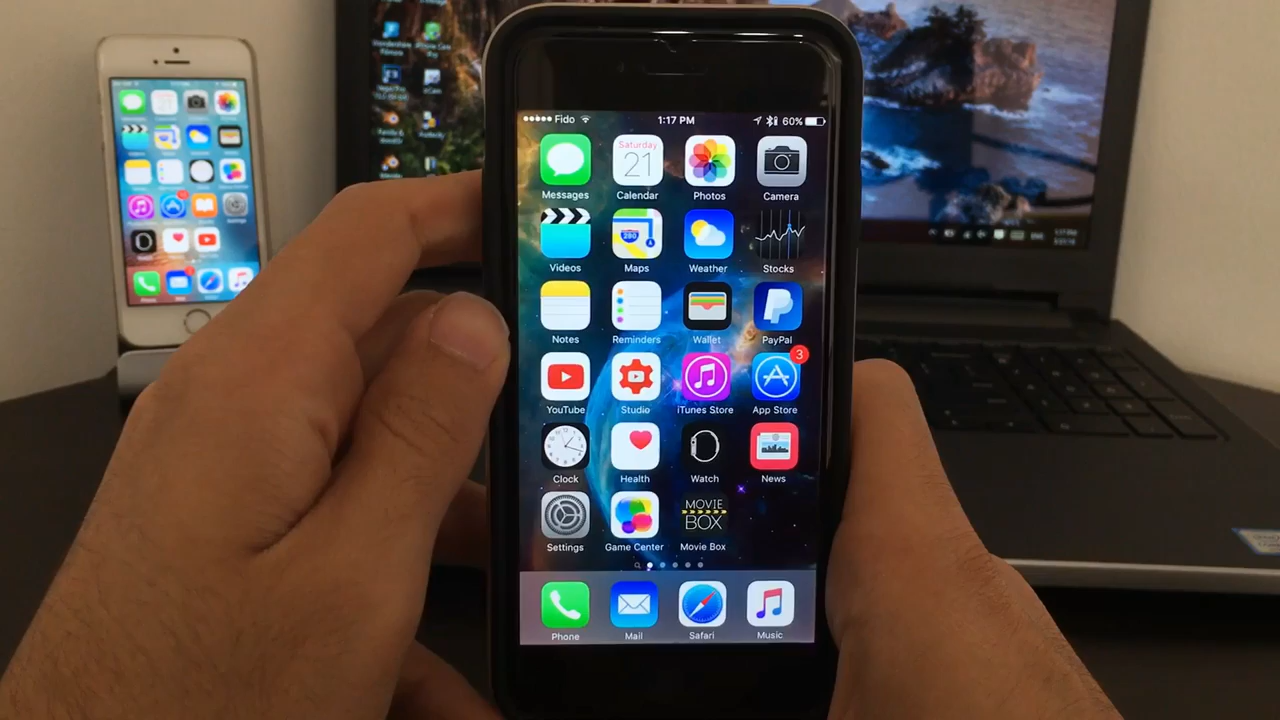 Fido 1:17 PM 60%
Saturday
21
Messages Calendar Photos Camera
280
Videos Maps Weather Stocks
Notes Reminders Wallet PayPal
3
YouTube Studio iTunes Store App Store
Clock Health Watch News
MOVIE
BOX
Settings Game Center Movie Box
Phone Mail Safari Music